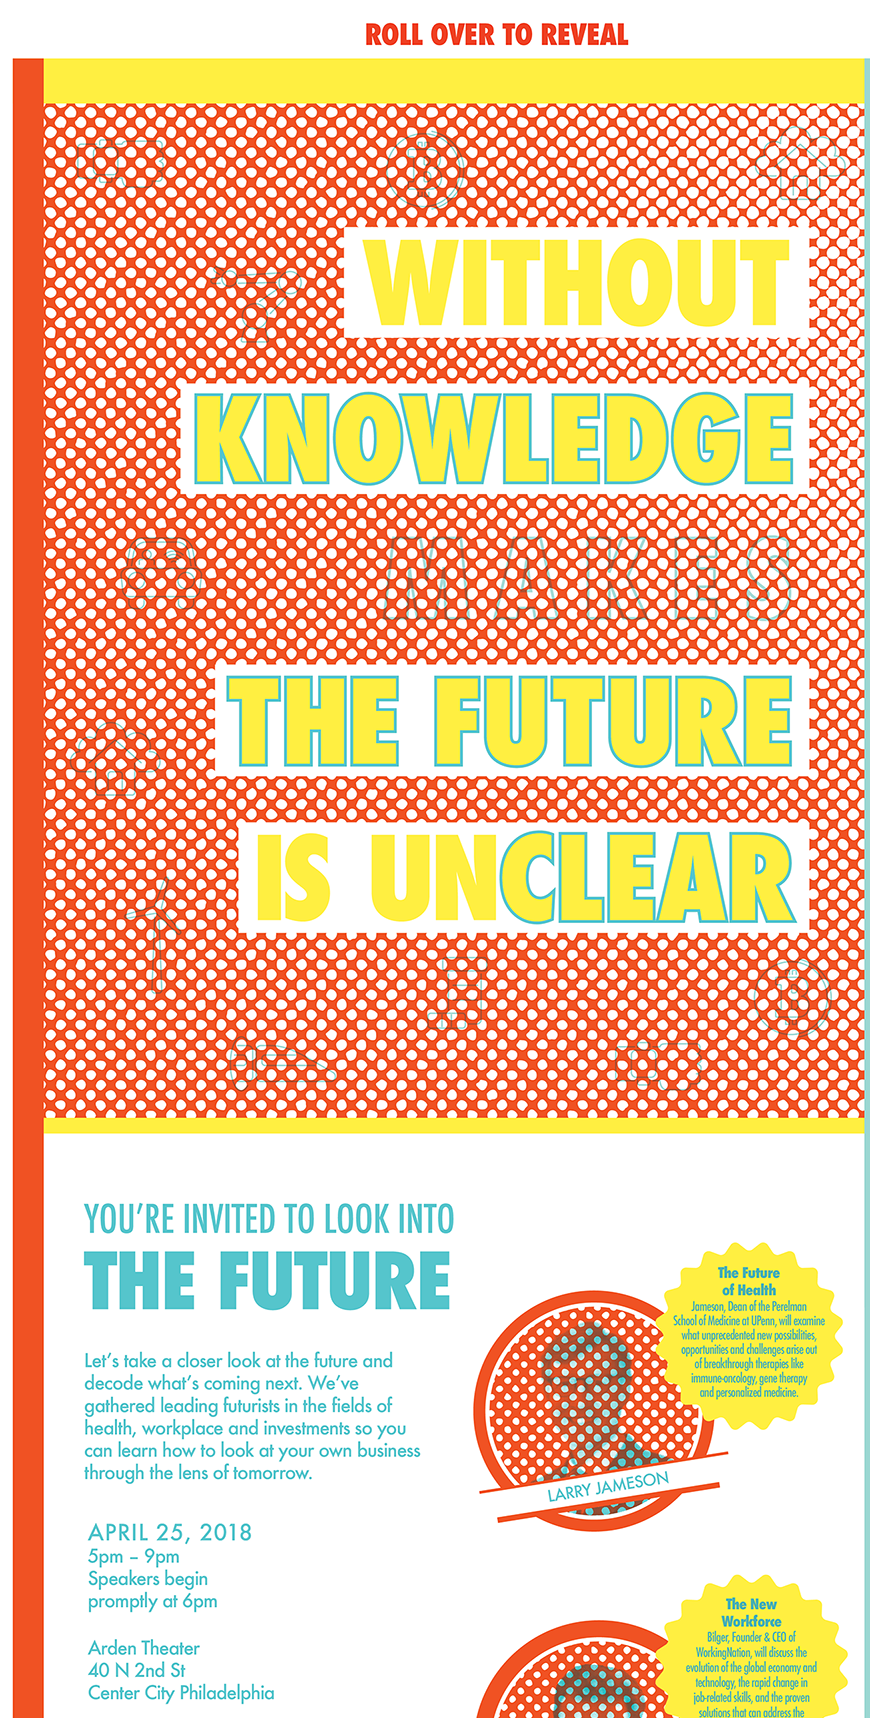 ROLL OVER TO REVEAL
WITHOUT
KNOWLEDGE
MAKES
THE FUTURE
IS UNCLEAR
YOU'RE INVITED TO LOOK INTO
THE FUTURE
Let's take a closer look at the future and
decode what's coming next. We've
gathered leading futurists in the fields of
health, workplace and investments so you
can learn how to look at your own business
through the lens of tomorrow.
APRIL 25, 2018
5pm – 9pm
Speakers begin
promptly at 6pm
Arden Theater
40 N 2nd St
Center City Philadelphia
The Future
of Health
Jameson, Dean of the Perelman
School of Medicine at UPenn, will examine
what unprecedented new possibilities,
opportunities and challenges arise out
of breakthrough therapies like
immune-oncology, gene therapy
and personalized medicine.
LARRY JAMESON
The New
Workforce
Bilger, Founder & CEO of
WorkingNation, will discuss the
evolution of the global economy and
technology, the rapid change in
job-related skills, and the proven
solutions that can address the